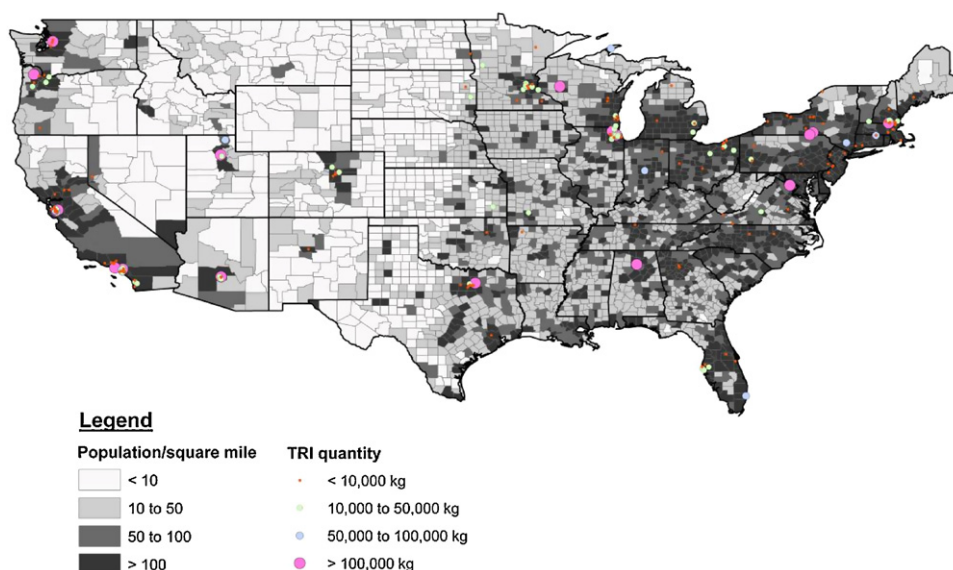 Legend
Population/square mile
< 10
10 to 50
50 to 100
> 100
TRI quantity
< 10,000 kg
10,000 to 50,000 kg
50,000 to 100,000 kg
> 100,000 kg